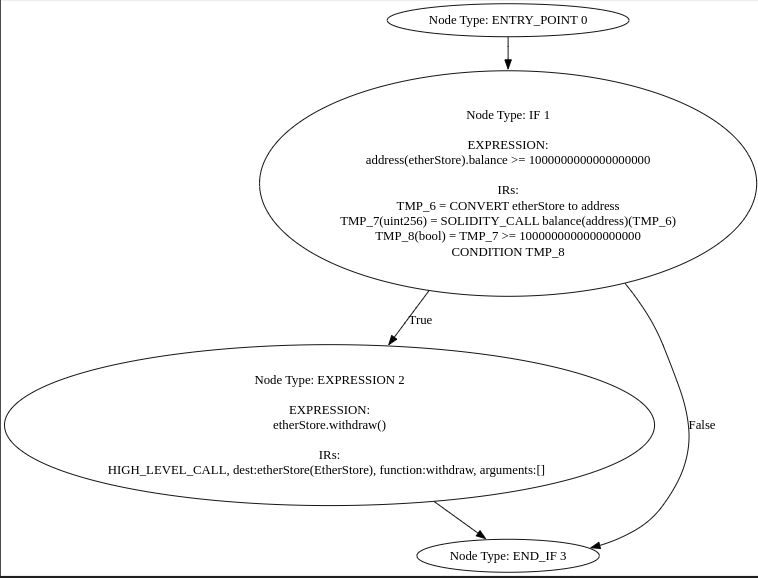 Node Type: ENTRY_POINT 0
Node Type: IF 1
EXPRESSION:
address(etherStore).balance >= 1000000000000000000
IRs:
TMP_6 = CONVERT etherStore to address
TMP_7(uint256) = SOLIDITY_CALL balance(address)(TMP_6)
TMP_8(bool) = TMP_7 >= 1000000000000000000
CONDITION TMP_8
True
Node Type: EXPRESSION 2
EXPRESSION:
etherStore.withdraw()
IRs:
HIGH_LEVEL_CALL, dest:etherStore(EtherStore), function:withdraw, arguments:[]
False
Node Type: END_IF 3